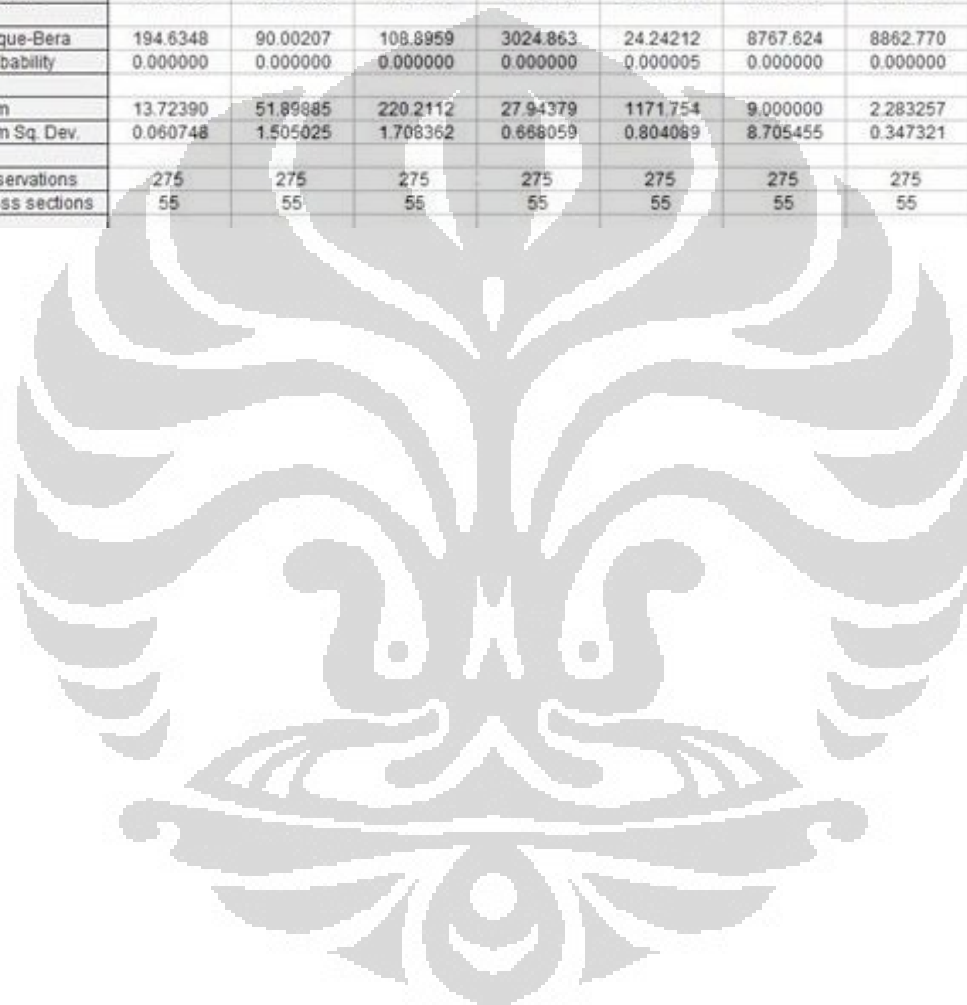 que-Bera 194.6348 90.00207 108.8959 3024.863 24.24212 8767.624 8862.770
bability 0.000000 0.000000 0.000000 0.000000 0.000005 0.000000 0.000000
m 13.72390 51.89885 220.2112 27.94379 1171.754 9.000000 2.283257
m Sq. Dev. 0.060748 1.505025 1.708362 0.668059 0.804089 8.705455 0.347321
servations 275 275 275 275 275 275 275
ss sections 55 55 55 55 55 55 55